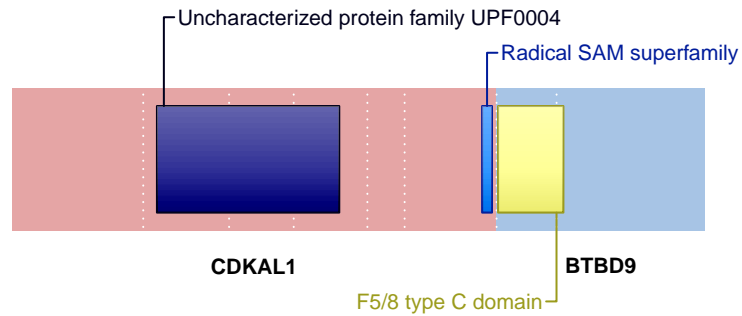 Uncharacterized protein family UPF0004
Radical SAM superfamily
CDKAL1
BTBD9
F5/8 type C domain